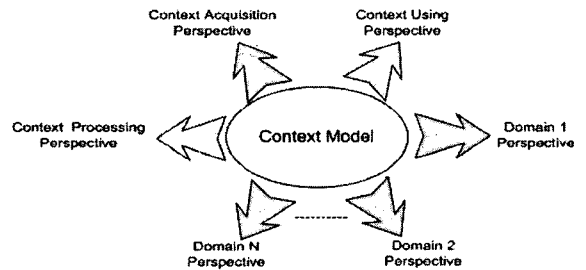 Context Acquisition
Perspective
Context Using
Perspective
Context Processing
Perspective
Context Model
Domain 1
Perspective
Domain N
Perspective
Domain 2
Perspective